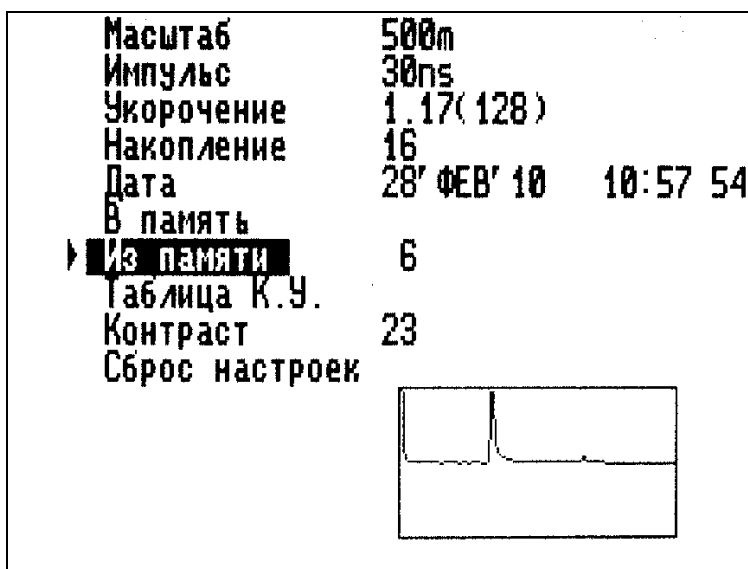 Масштаб 500m
Импульс 30ns
Укорочение 1.17(128)
Накопление 16
Дата 28' ФЕВ' 10 10:57 54
В память
Из памяти 6
Таблица К.У.
Контраст 23
Сброс настроек